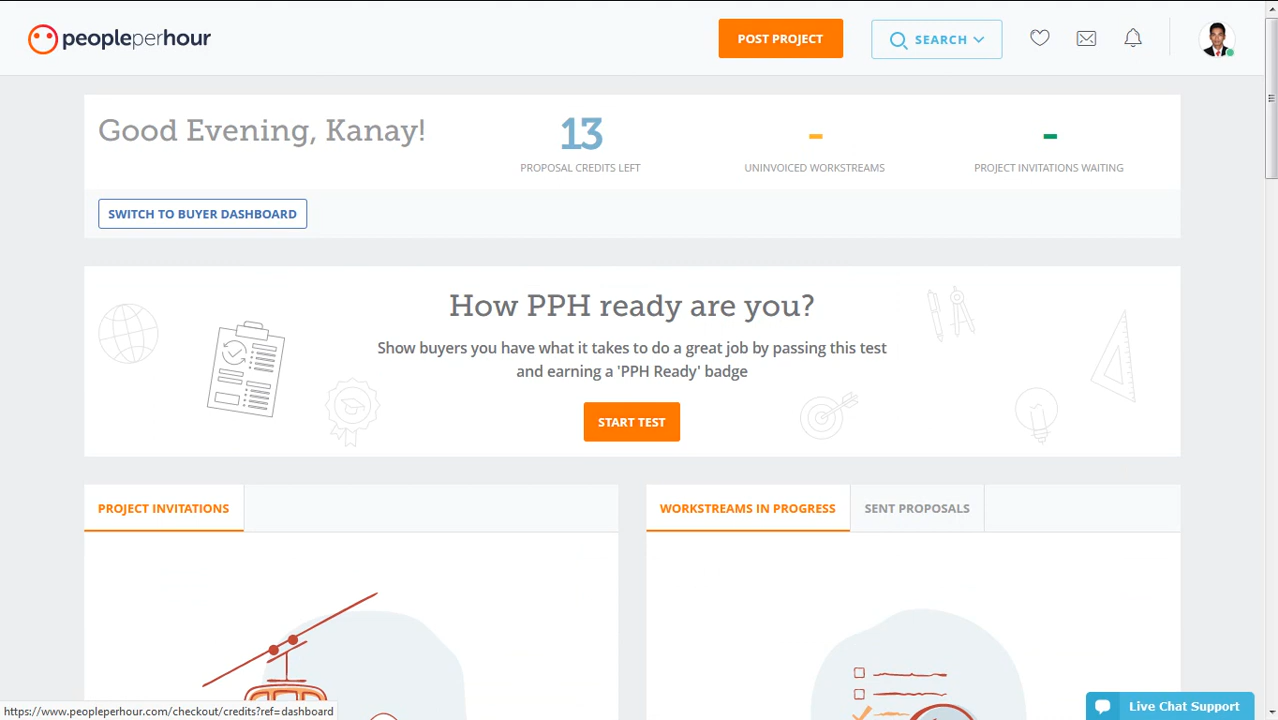 peopleperhour
POST PROJECT
SEARCH
Good Evening, Kanay!
13
-
-
PROPOSAL CREDITS LEFT
UNINVOICED WORKSTREAMS
PROJECT INVITATIONS WAITING
SWITCH TO BUYER DASHBOARD
How PPH ready are you?
Show buyers you have what it takes to do a great job by passing this test
and earning a 'PPH Ready' badge
START TEST
PROJECT INVITATIONS
WORKSTREAMS IN PROGRESS
SENT PROPOSALS
https://www.peopleperhour.com/checkout/credits?ref=dashboard
Live Chat Support